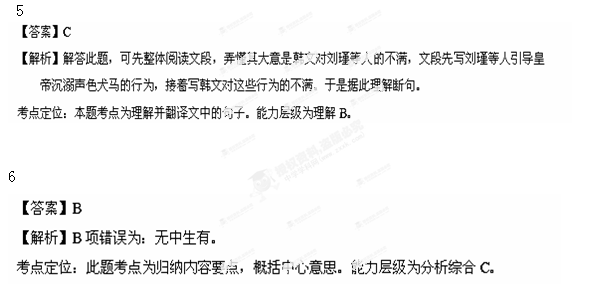 5
【答案】C
【解析】解答此题，可先整体阅读文段，弄懂其大意是韩文对刘瑾等人的不满，文段先写刘瑾等人引导皇
帝沉溺声色犬马的行为，接着写韩文对这些行为的不满。于是据此理解断句。
考点定位：本题考点为理解并翻译文中的句子。能力层级为理解 B。
6
【答案】B
【解析】B 项错误为：无中生有。
考点定位：此题考点为归纳内容要点，概括中心意思。能力层级为分析综合 C。